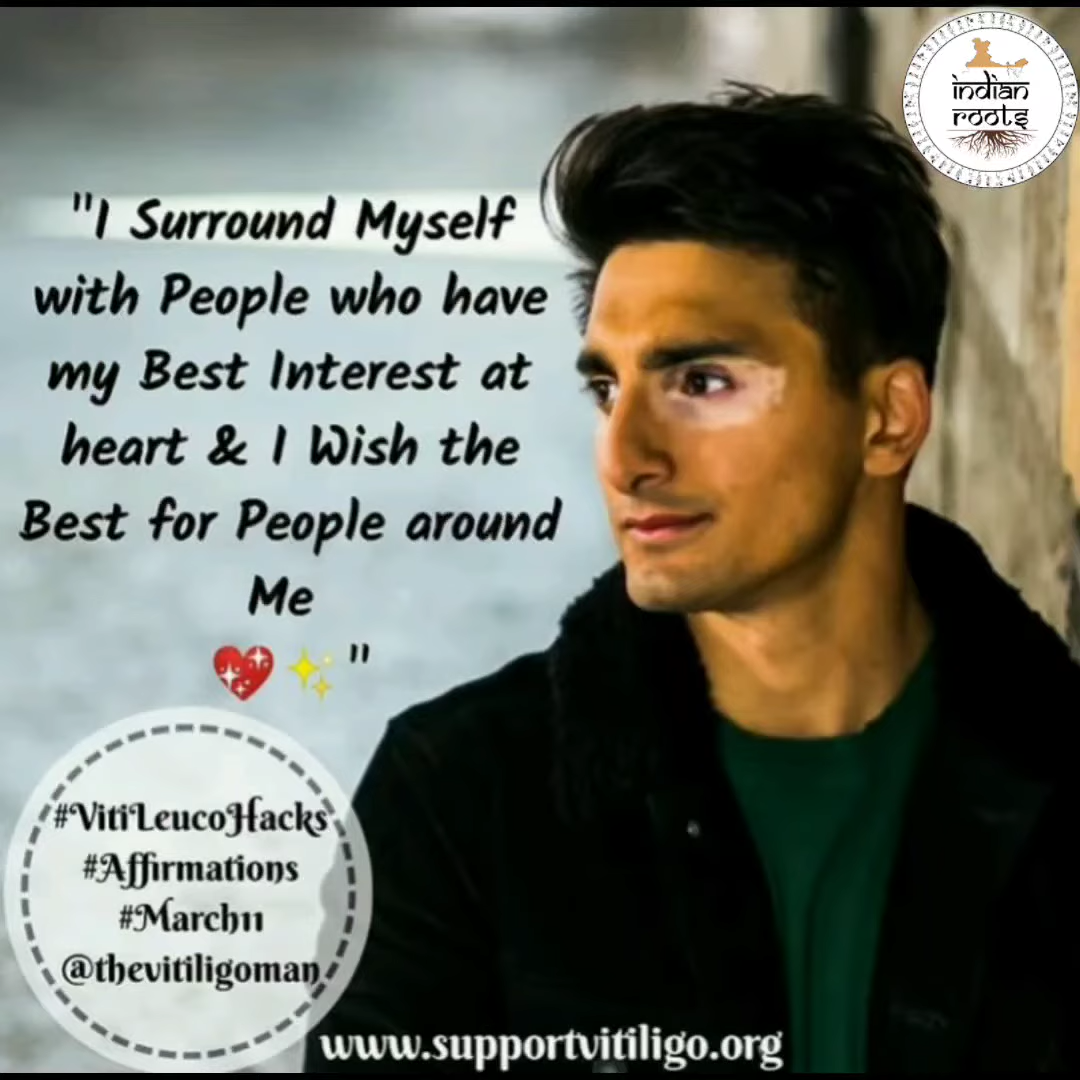 indian
roots
"I Surround Myself
with People who have
my Best Interest at
heart & I Wish the
Best for People around
Me
💖✨"
#VitiLeucoHacks
#Affirmations
#March11
@thevitiligoman
www.supportvitiligo.org